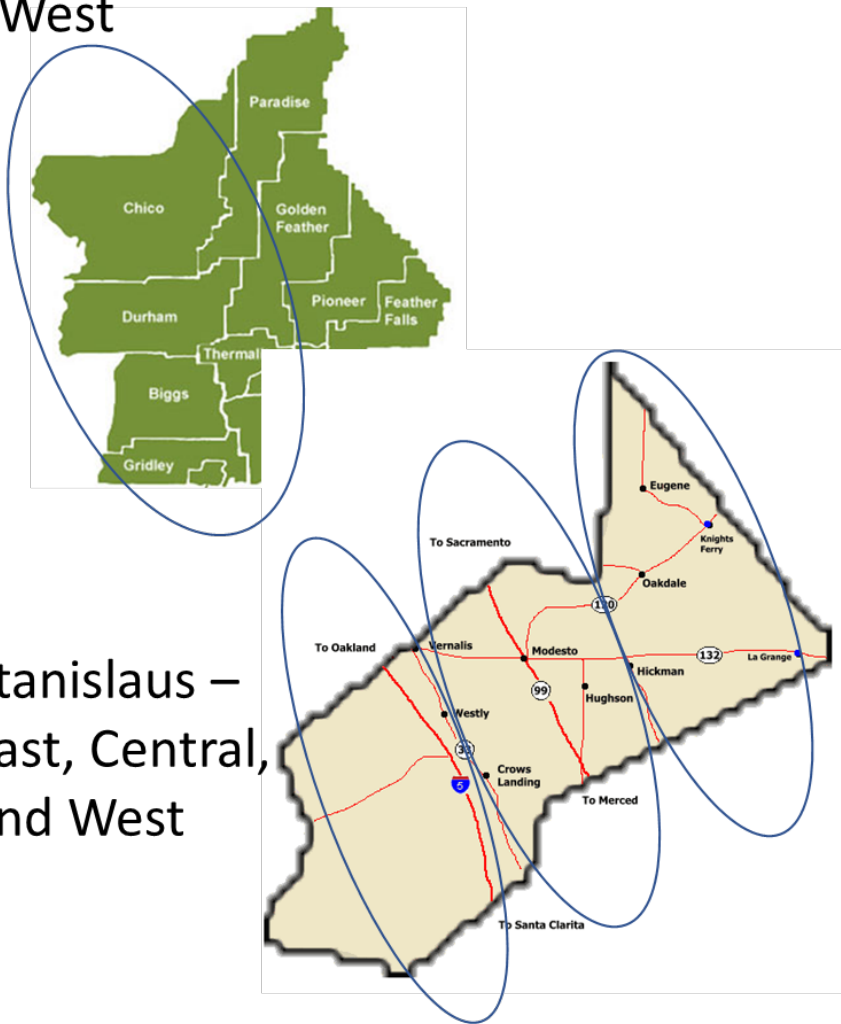 West
Paradise
Chico
Golden
Feather
Pioneer
Feather
Falls
Durham
Thermal
Biggs
Gridley
Eugene
Knights
Ferry
To Sacramento
Oakdale
120
To Oakland
Vernalis
Modesto
132
La Grange
Hickman
99
Hughson
Westly
33
Crows
Landing
5
To Merced
To Santa Clarita
tanislaus –
ast, Central,
nd West